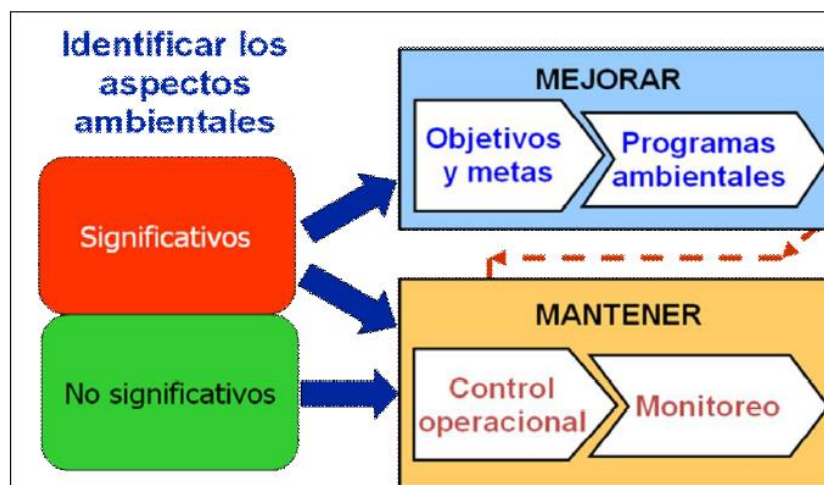 Identificar los
aspectos
ambientales
Significativos
No significativos
MEJORAR
Objetivos
y metas
Programas
ambientales
MANTENER
Control
operacional
Monitoreo